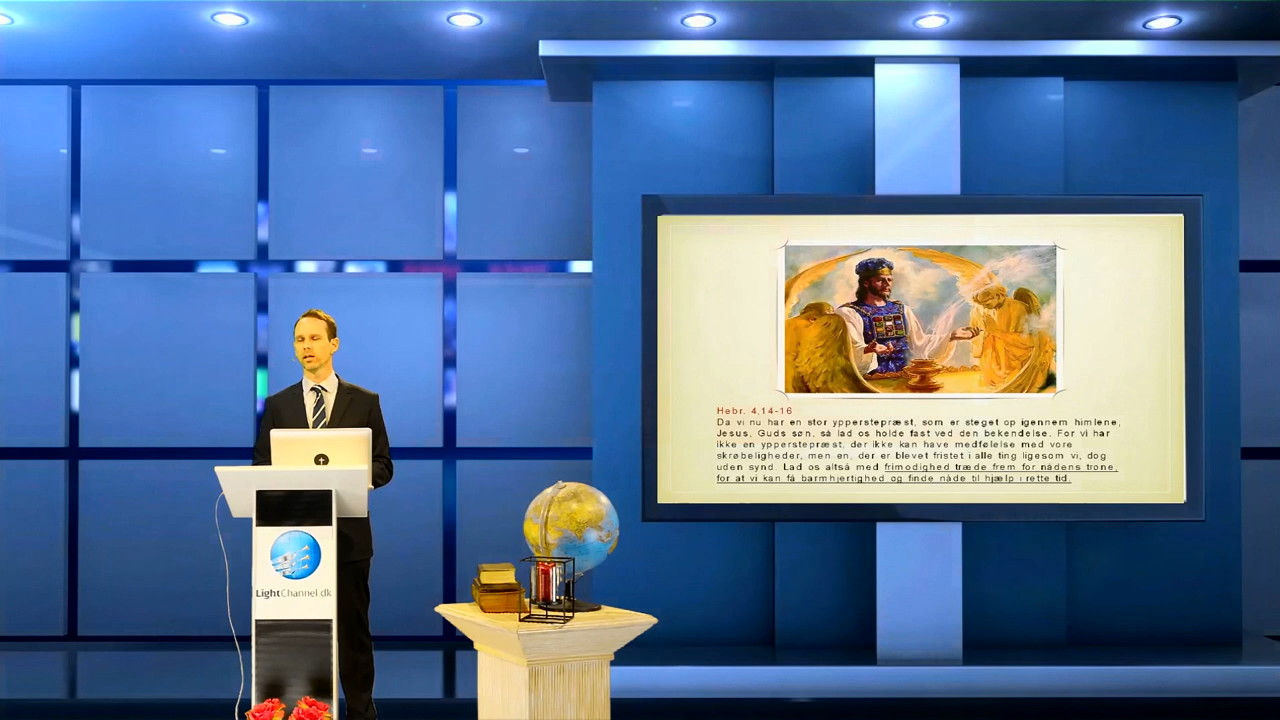 Hebr. 4,14-16
Da vi nu har en stor ypperstepræst, som er steget op igennem himlene,
Jesus, Guds søn, så lad os holde fast ved den bekendelse. For vi har
ikke en ypperstepræst, der ikke kan have medfølelse med vore
skrøbeligheder, men en, der er blevet fristet i alle ting ligesom vi, dog
uden synd. Lad os altså med frimodighed træde frem for nådens trone,
for at vi kan få barmhjertighed og finde nåde til hjælp i rette tid.
LightChannel.dk